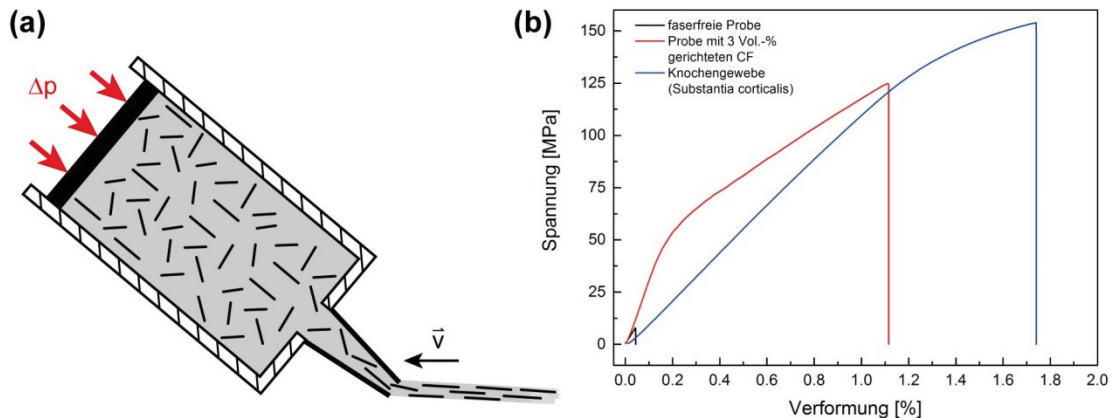 (a)
Δp
v
(b)
faserfreie Probe
Probe mit 3 Vol.-%
gerichteten CF
Knochengewebe
(Substantia corticalis)
Spannung [MPa]
150
125
100
75
50
25
0
0.0 0.2 0.4 0.6 0.8 1.0 1.2 1.4 1.6 1.8 2.0
Verformung [%]